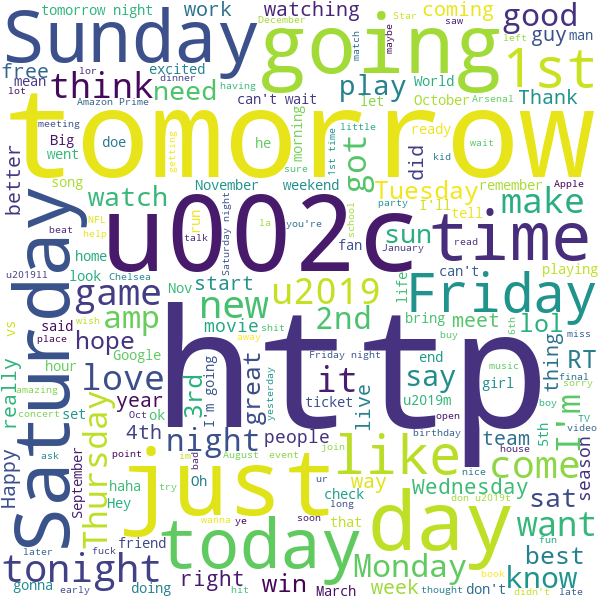 tomorrow night
work
watching
coming
good
guy
man
free
Sunday
going
1st
think
need
excited
dinner
lor
lot
mean
Amazon Prime
can't wait
December
Star
saw
match
maybe
play
let
World
October
Arsenal
left
Thank
meeting
Big
went
doe
he
morning
little
1st time
ready
wait
did
tomorrow
got
better
song
getting
sure
kid
November
weekend
Tuesday
remember
I'll
tell
watch
make
NFL
help
home
beat
look
Chelsea
run
talk
Saturday night
la
you're
fan
party
school
sun
January
can't
read
Apple
playing
u201911
u002c
time
Saturday
game
Nov
start
new
u2019
life
Friday
said
place
amp
movie
2nd
bring
meet
lol
buy
6th
miss
vs
hope
Google
hour
wish
shit
away
Friday night
yesterday
http
end
girl
music
thing
RT
final
sorry
really
amazing
love
year
3rd
I'm going
great
it
ticket
live
say
u2019m
open
boy
TV
video
set
ok
Oct
concert
4th
night
people
birthday
house
team
5th
season
I'm
Happy
Thursday
ask
point
September
haha
Hey
just
bad
Oh
August
event
im
try
ur
join
check
that
way
like
come
nice
Wednesday
don u2019t
sat
want
tonight
later
friend
wanna
ye
today
soon
long
day
Monday
best
fun
know
gonna
early
fuck
doing
right
hit
win
March
week
thought
don't
book
didn't
late